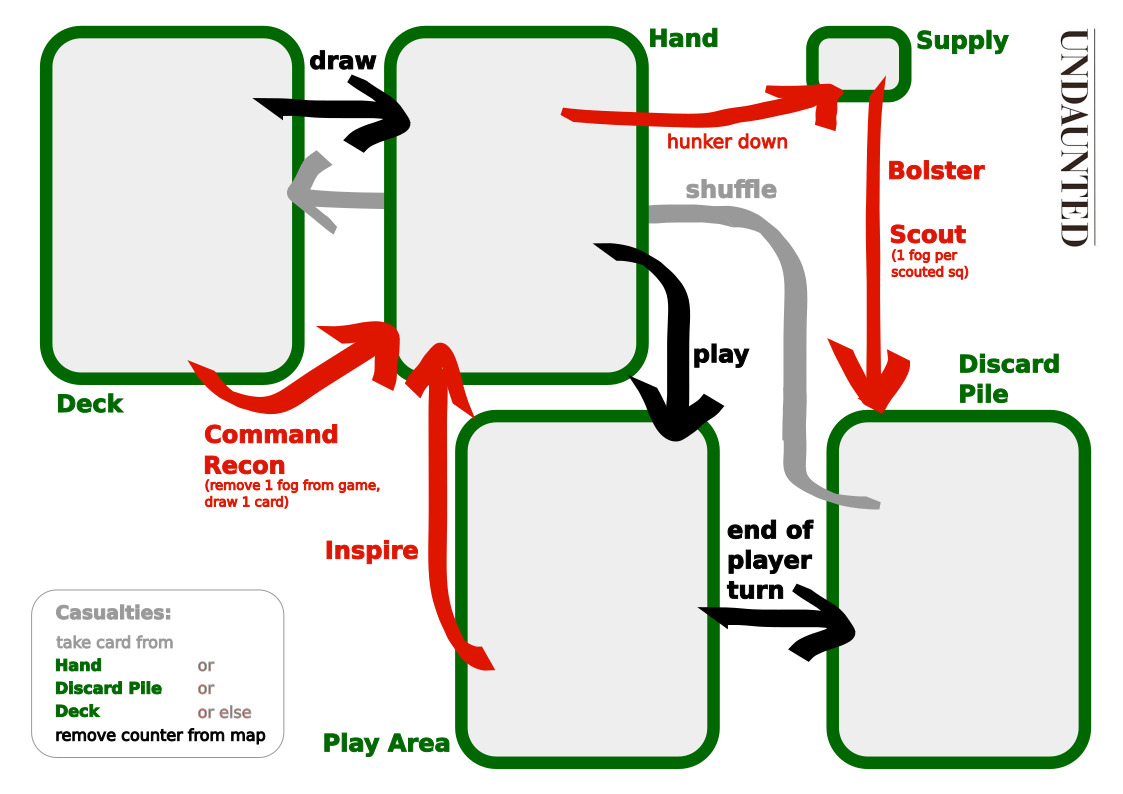 draw
Hand
Supply
UNDAUNTED
hunker down
shuffle
Bolster
Scout
(1 fog per
scouted sq)
play
Discard
Pile
Deck
Command
Recon
(remove 1 fog from game,
draw 1 card)
Inspire
end of
player
turn
Casualties:
take card from
Hand or
Discard Pile or
Deck or else
remove counter from map
Play Area